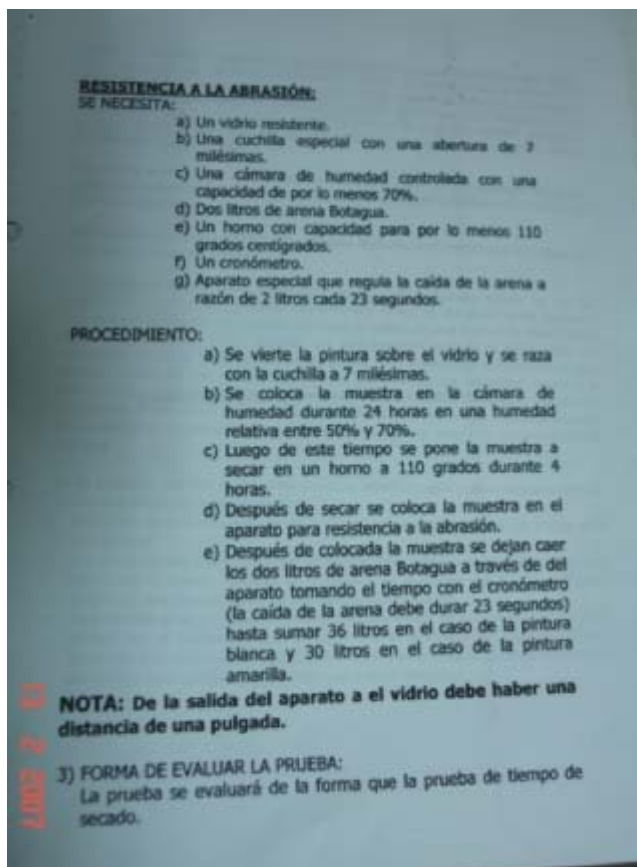 RESISTENCIA A LA ABRASIÓN:
SE NECESITA:
a) Un vidrio resistente.
b) Una cuchilla especial con una abertura de 7
milésimas.
c) Una cámara de humedad controlada con una
capacidad de por lo menos 70%.
d) Dos litros de arena Botagua.
e) Un horno con capacidad para por lo menos 110
grados centígrados.
f) Un cronómetro.
g) Aparato especial que regula la caída de la arena a
razón de 2 litros cada 23 segundos.
PROCEDIMIENTO:
a) Se vierte la pintura sobre el vidrio y se raza
con la cuchilla a 7 milésimas.
b) Se coloca la muestra en la cámara de
humedad durante 24 horas en una humedad
relativa entre 50% y 70%.
c) Luego de este tiempo se pone la muestra a
secar en un horno a 110 grados durante 4
horas.
d) Después de secar se coloca la muestra en el
aparato para resistencia a la abrasión.
e) Después de colocada la muestra se dejan caer
los dos litros de arena Botagua a través de del
aparato tomando el tiempo con el cronómetro
(la caída de la arena debe durar 23 segundos)
hasta sumar 36 litros en el caso de la pintura
blanca y 30 litros en el caso de la pintura
amarilla.
NOTA: De la salida del aparato a el vidrio debe haber una
distancia de una pulgada.
3) FORMA DE EVALUAR LA PRUEBA:
La prueba se evaluará de la forma que la prueba de tiempo de
secado.
2 2007